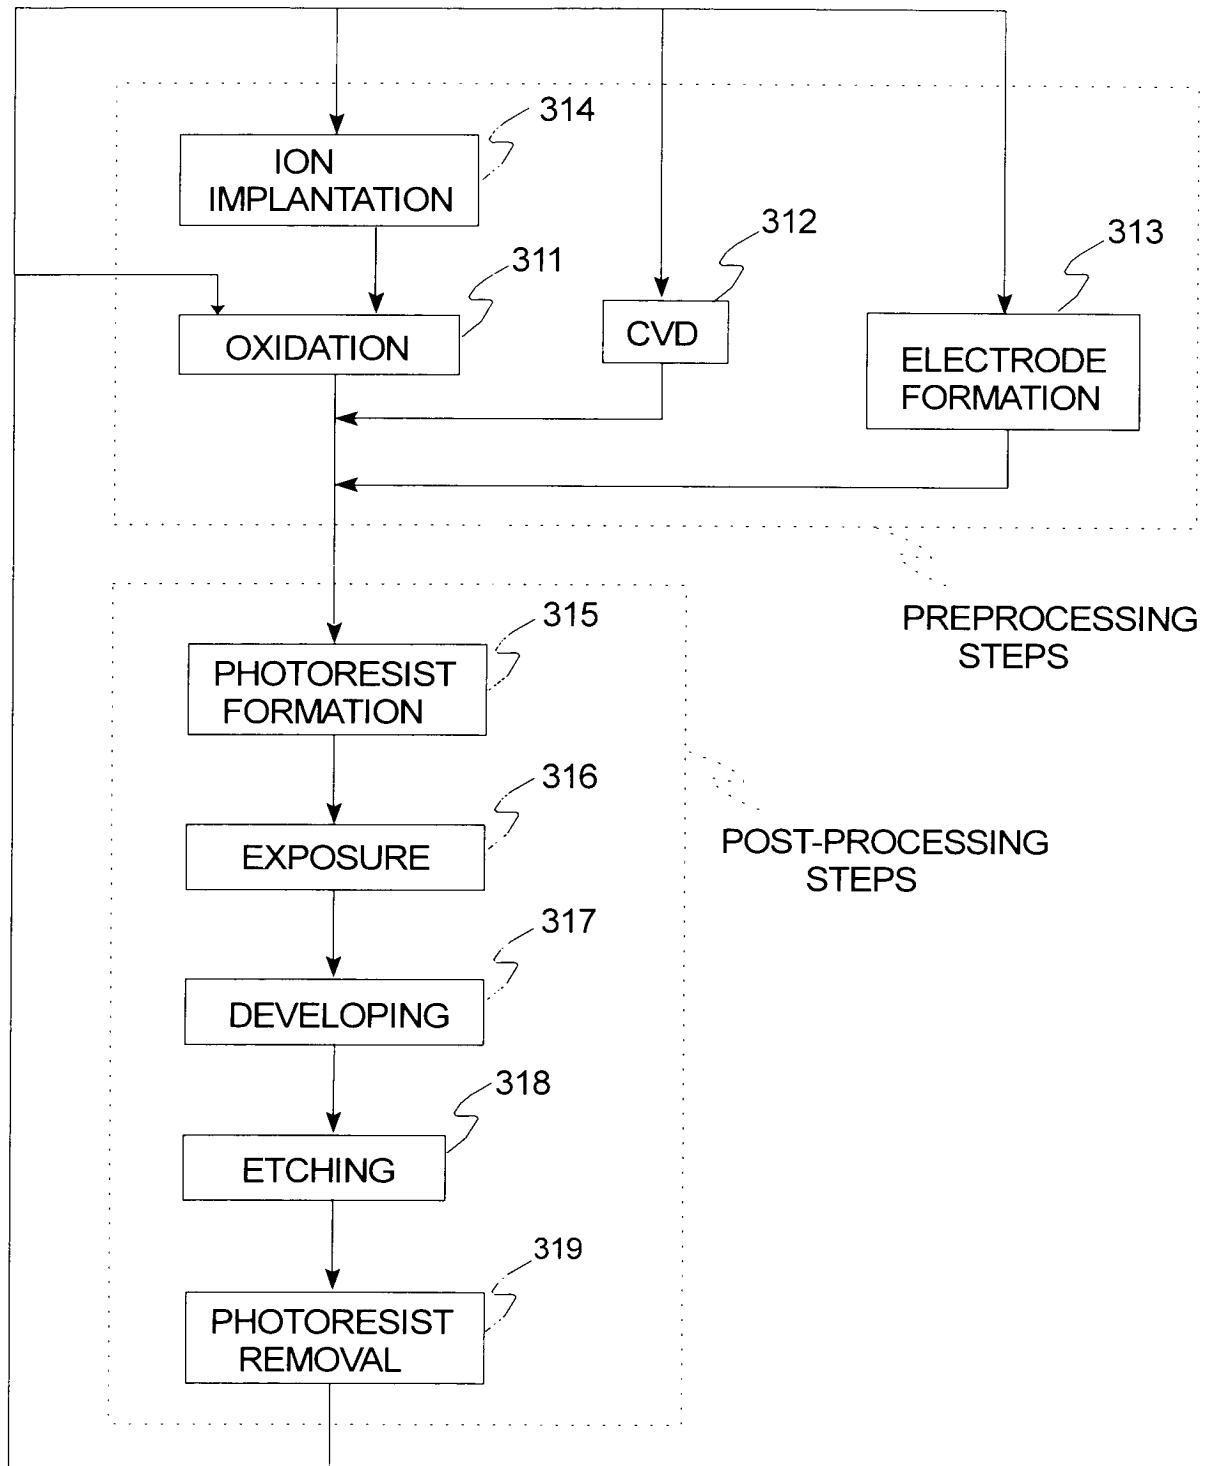 314
ION
IMPLANTATION
312
313
311
OXIDATION
CVD
ELECTRODE
FORMATION
315
PREPROCESSING
STEPS
PHOTORESIST
FORMATION
316
POST-PROCESSING
STEPS
EXPOSURE
317
DEVELOPING
318
ETCHING
319
PHOTORESIST
REMOVAL